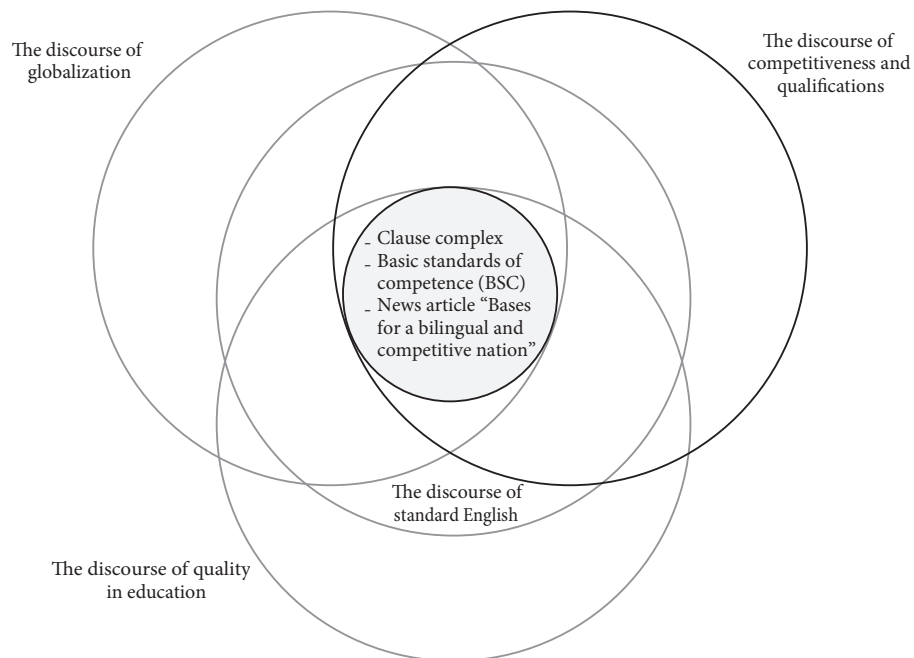 The discourse of
globalization
The discourse of
competitiveness and
qualifications
- Clause complex
- Basic standards of
competence (BSC)
- News article “Bases
for a bilingual and
competitive nation”
The discourse of
standard English
The discourse of quality
in education